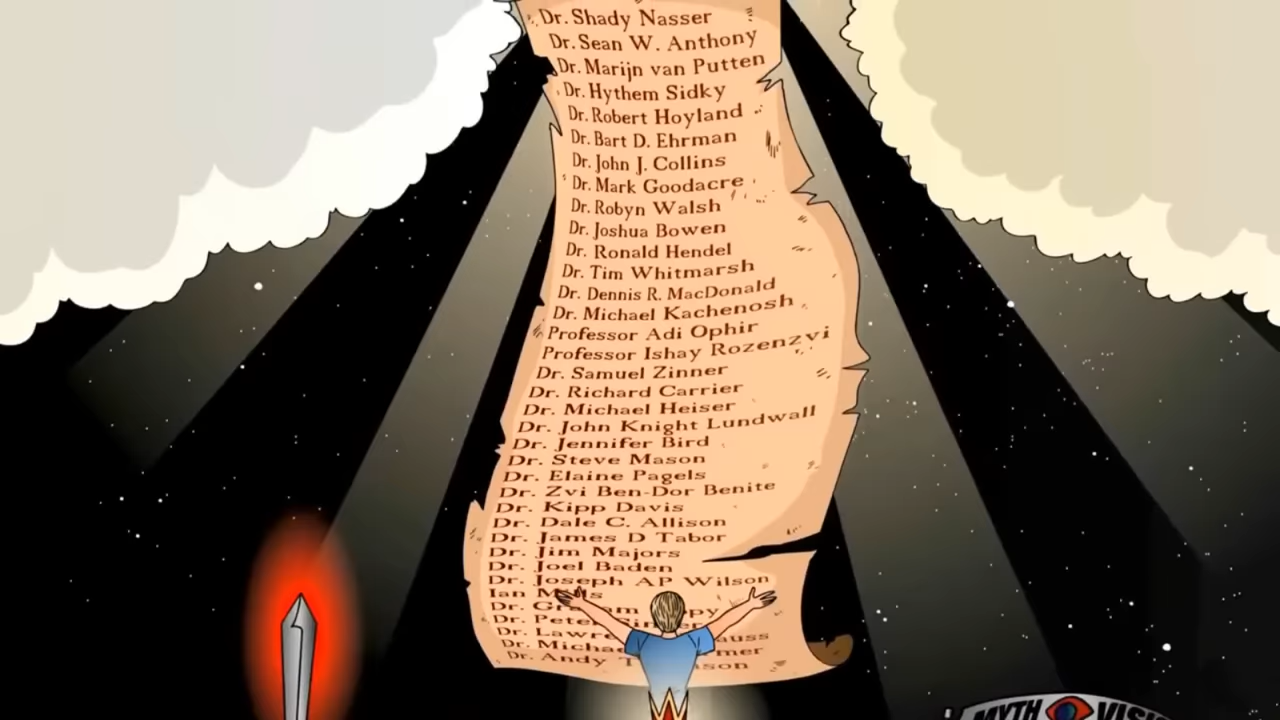 Dr. Shady Nasser
Dr. Sean W. Anthony
Dr. Marijn van Putten
Dr. Hythem Sidky
Dr. Robert Hoyland
Dr. Bart D. Ehrman
Dr. John J. Collins
Dr. Mark Goodacre
Dr. Robyn Walsh
Dr. Joshua Bowen
Dr. Ronald Hendel
Dr. Tim Whitmarsh
Dr. Dennis R. MacDonald
Dr. Michael Kachenosh
Professor Adi Ophir
Professor Ishay Rozenzvi
Dr. Samuel Zinner
Dr. Richard Carrier
Dr. Michael Heiser
Dr. John Knight Lundwall
Dr. Jennifer Bird
Dr. Steve Mason
Dr. Elaine Pagels
Dr. Zvi Ben-Dor Benite
Dr. Kipp Davis
Dr. Dale C. Allison
Dr. James D Tabor
Dr. Jim Majors
Dr. Joel Baden
Dr. Joseph AP Wilson
Ian
Dr.
Dr.
Dr.
Dr.
Dr. Andy
MYTH